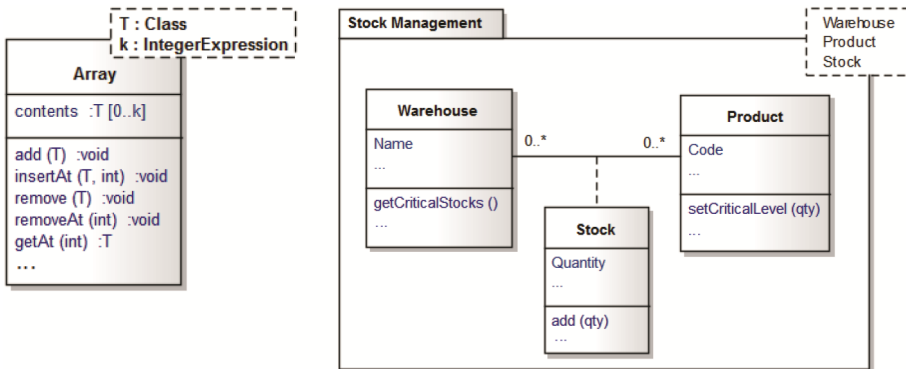 T : Class
k : IntegerExpression
Array
contents :T [0..k]
add (T) :void
insertAt (T, int) :void
remove (T) :void
removeAt (int) :void
getAt (int) :T
...
Stock Management
Warehouse
Product
Stock
Warehouse
Name
...
getCriticalStocks ()
...
0..*
0..*
Product
Code
...
setCriticalLevel (qty)
...
Stock
Quantity
...
add (qty)
...